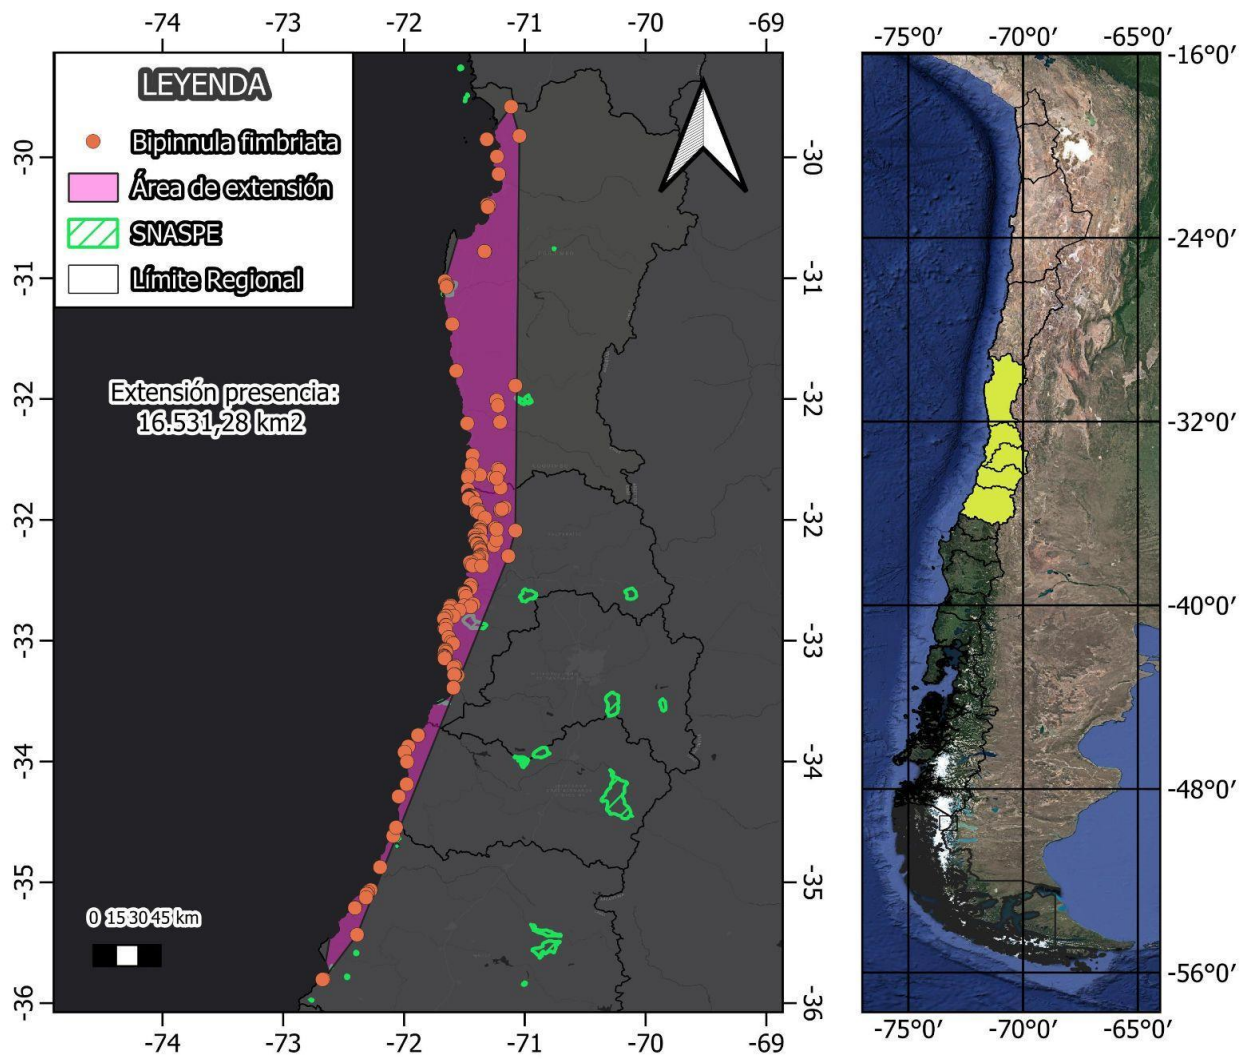 -74 -73 -72 -71 -70 -69
-75°0′ -70°0′ -65°0′
LEYENDA
Bipinnula fimbriata
Área de extensión
SNASPE
Límite Regional
Extensión presencia:
16.531,28 km2
0 15 30 45 km
-30
-31
-32
-32
-33
-34
-35
-36
-30
-31
-32
-32
-33
-34
-35
-36
-74 -73 -72 -71 -70 -69
-16°0′
-24°0′
-32°0′
-40°0′
-48°0′
-56°0′
-75°0′ -70°0′ -65°0′